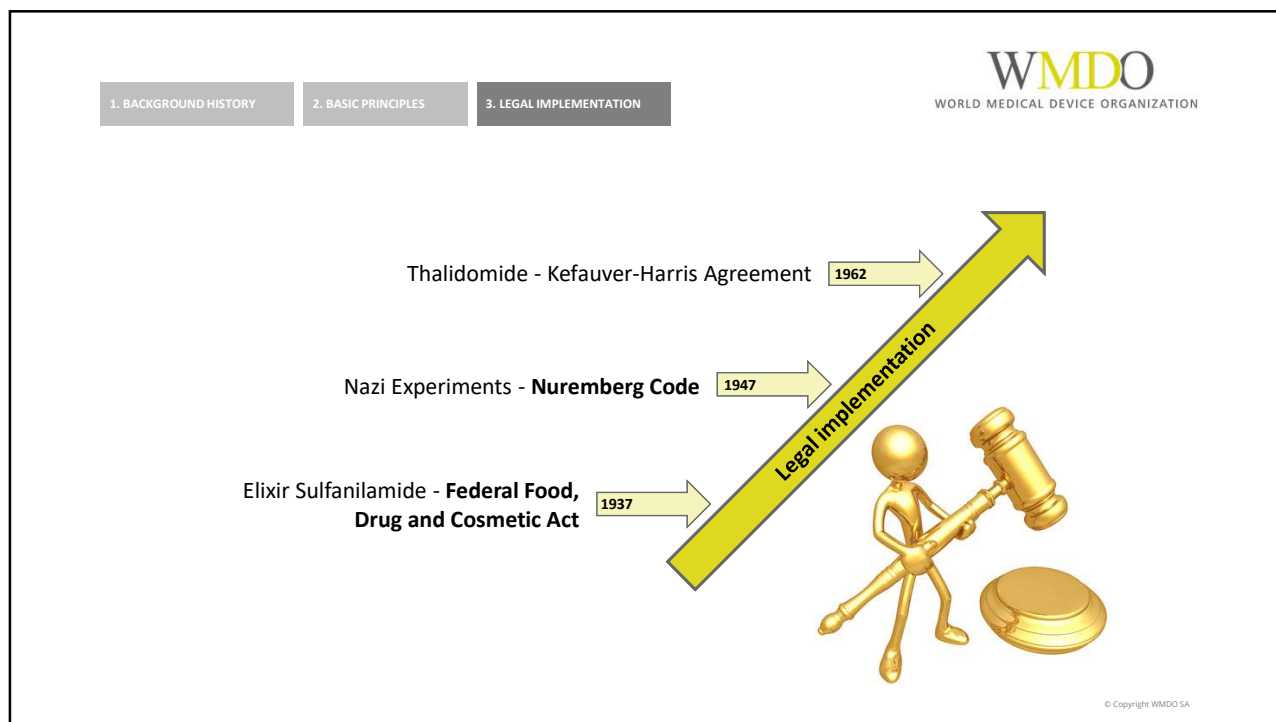 1. BACKGROUND HISTORY
2. BASIC PRINCIPLES
3. LEGAL IMPLEMENTATION
WMDO
WORLD MEDICAL DEVICE ORGANIZATION
Thalidomide - Kefauver-Harris Agreement
1962
Nazi Experiments - Nuremberg Code
1947
Elixir Sulfanilamide - Federal Food,
Drug and Cosmetic Act
1937
Legal implementation
© Copyright WMDO SA